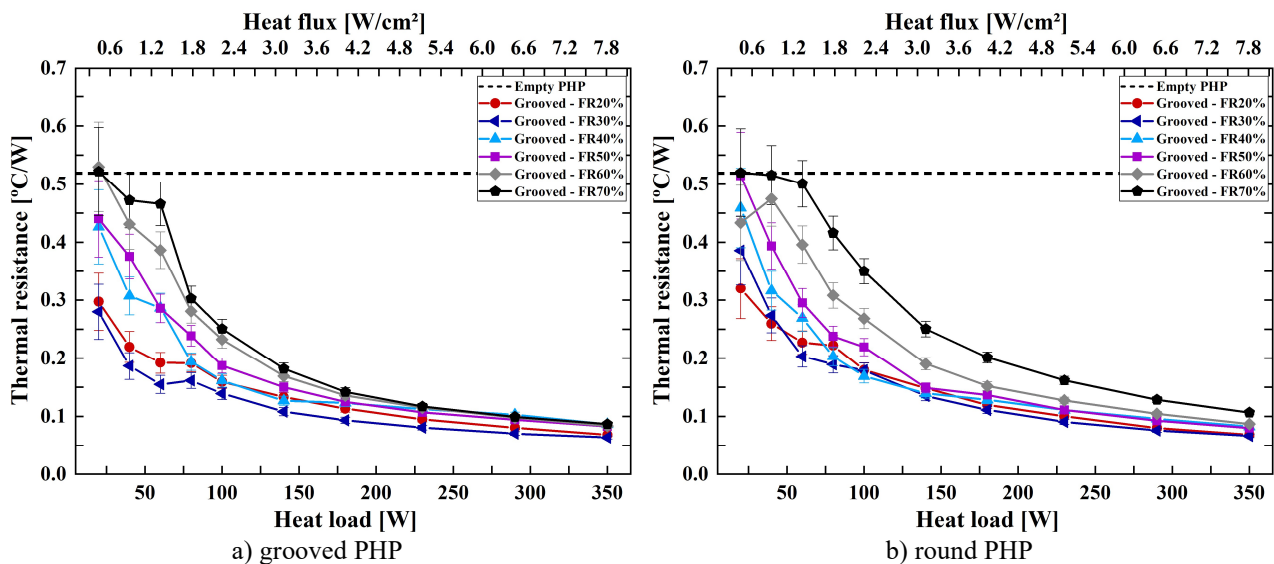 Heat flux [W/cm²]
0.6 1.2 1.8 2.4 3.0 3.6 4.2 4.8 5.4 6.0 6.6 7.2 7.8
0.7
0.6
0.5
0.4
0.3
0.2
0.1
0.0
Thermal resistance [ºC/W]
Empty PHP
Grooved - FR20%
Grooved - FR30%
Grooved - FR40%
Grooved - FR50%
Grooved - FR60%
Grooved - FR70%
50 100 150 200 250 300 350
Heat load [W]
a) grooved PHP
Heat flux [W/cm²]
0.6 1.2 1.8 2.4 3.0 3.6 4.2 4.8 5.4 6.0 6.6 7.2 7.8
0.7
0.6
0.5
0.4
0.3
0.2
0.1
0.0
Thermal resistance [ºC/W]
Empty PHP
Grooved - FR20%
Grooved - FR30%
Grooved - FR40%
Grooved - FR50%
Grooved - FR60%
Grooved - FR70%
50 100 150 200 250 300 350
Heat load [W]
b) round PHP